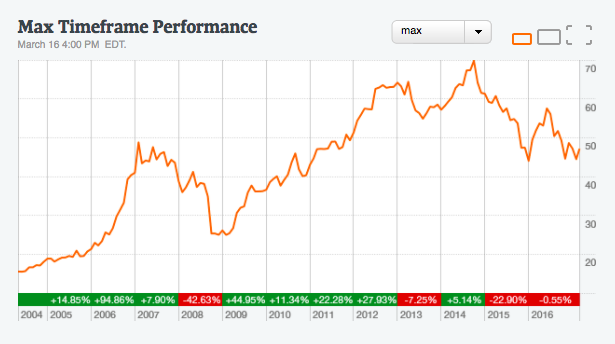 Max Timeframe Performance
March 16 4:00 PM EDT.
max
70
60
50
40
30
20
+14.85% +94.86% +7.90% -42.63% +44.95% +11.34% +22.28% +27.93% -7.25% +5.14% -22.90% -0.55%
2004 2005 2006 2007 2008 2009 2010 2011 2012 2013 2014 2015 2016